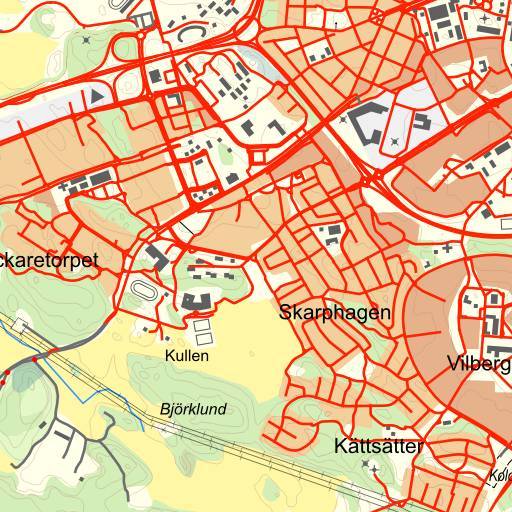 ckaretorpet
Skarphagen
Kullen
Vilberg
Björklund
Kättsätter